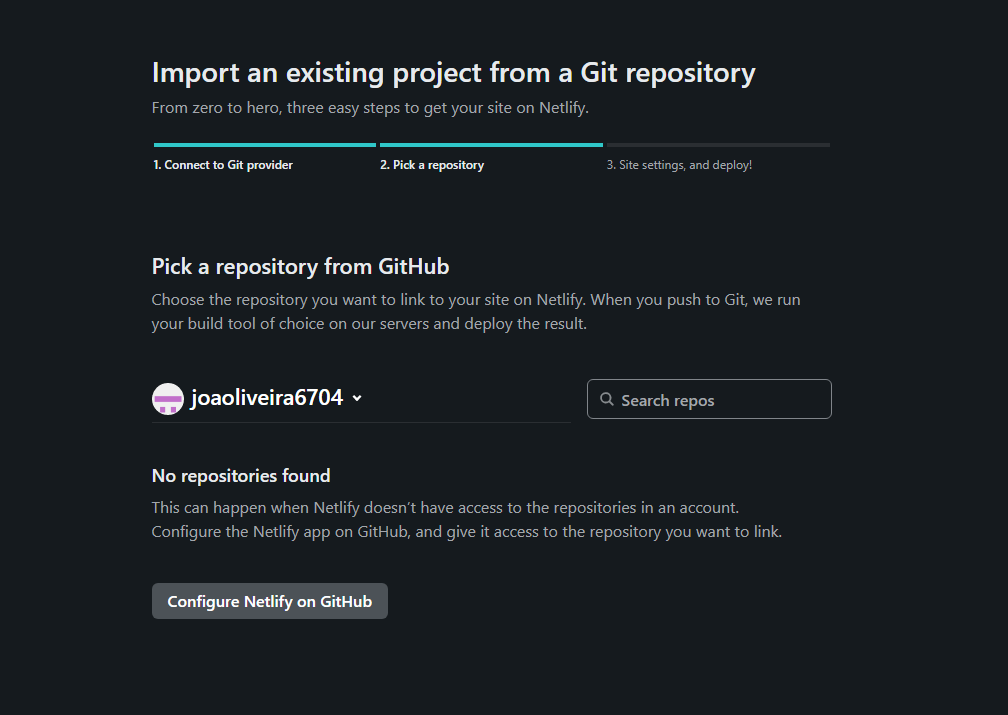 Import an existing project from a Git repository
From zero to hero, three easy steps to get your site on Netlify.
1. Connect to Git provider
2. Pick a repository
3. Site settings, and deploy!
Pick a repository from GitHub
Choose the repository you want to link to your site on Netlify. When you push to Git, we run
your build tool of choice on our servers and deploy the result.
joaoliveira6704
Search repos
No repositories found
This can happen when Netlify doesn’t have access to the repositories in an account.
Configure the Netlify app on GitHub, and give it access to the repository you want to link.
Configure Netlify on GitHub